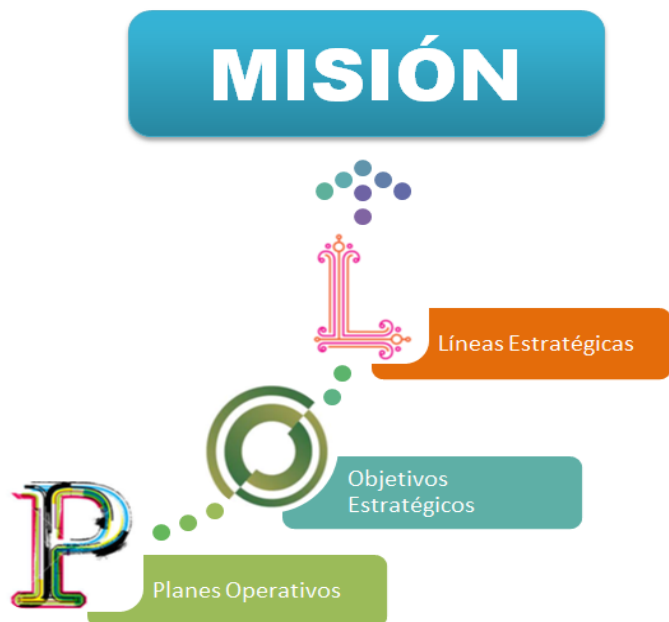 MISIÓN
L
Líneas Estratégicas
O
Objetivos
Estratégicos
P
Planes Operativos